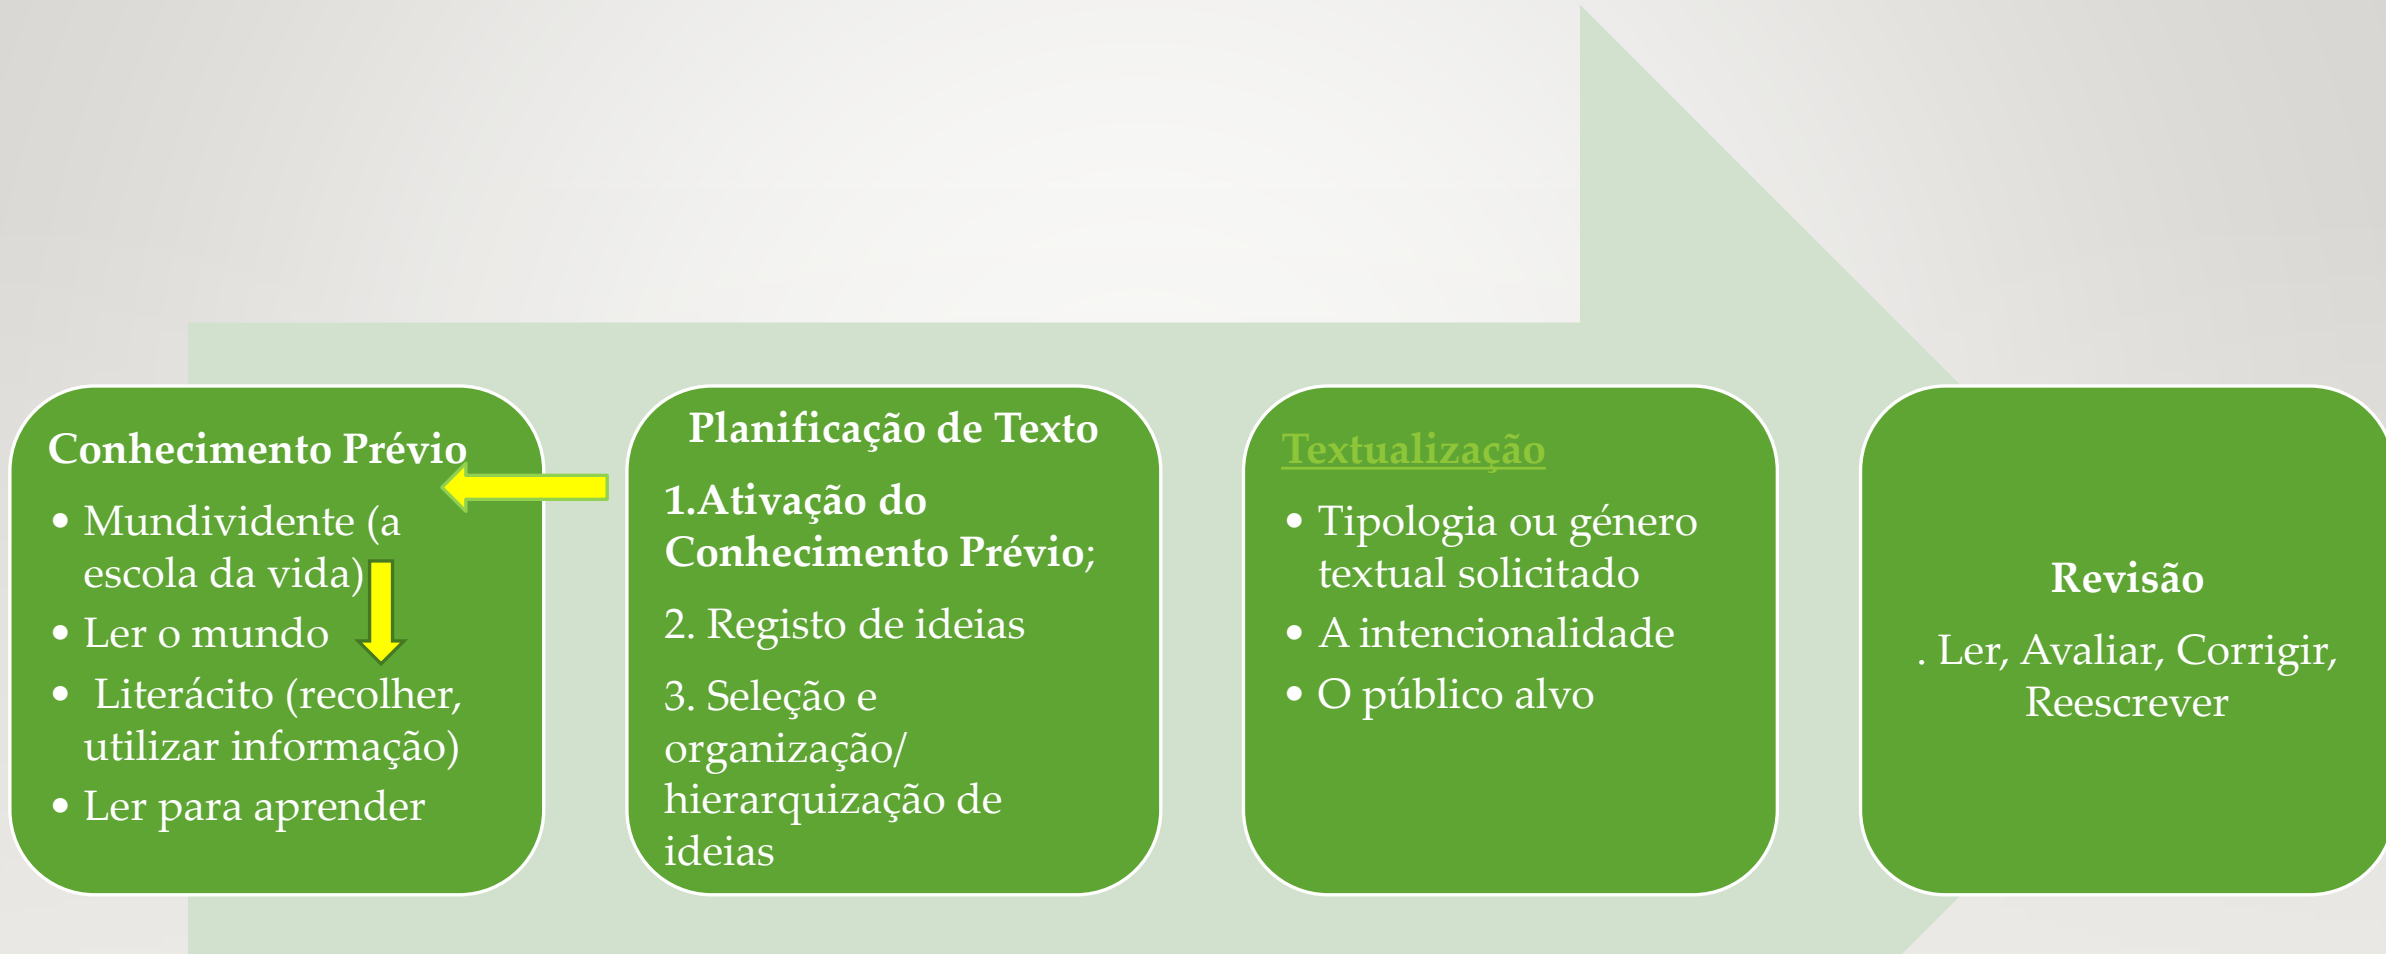 Conhecimento Prévio
• Mundividente (a
escola da vida)
• Ler o mundo
• Literácito (recolher,
utilizar informação)
• Ler para aprender
Planificação de Texto
1.Ativação do
Conhecimento Prévio;
2. Registo de ideias
3. Seleção e
organização/
hierarquização de
ideias
Textualização
• Tipologia ou género
textual solicitado
• A intencionalidade
• O público alvo
Revisão
. Ler, Avaliar, Corrigir,
Reescrever